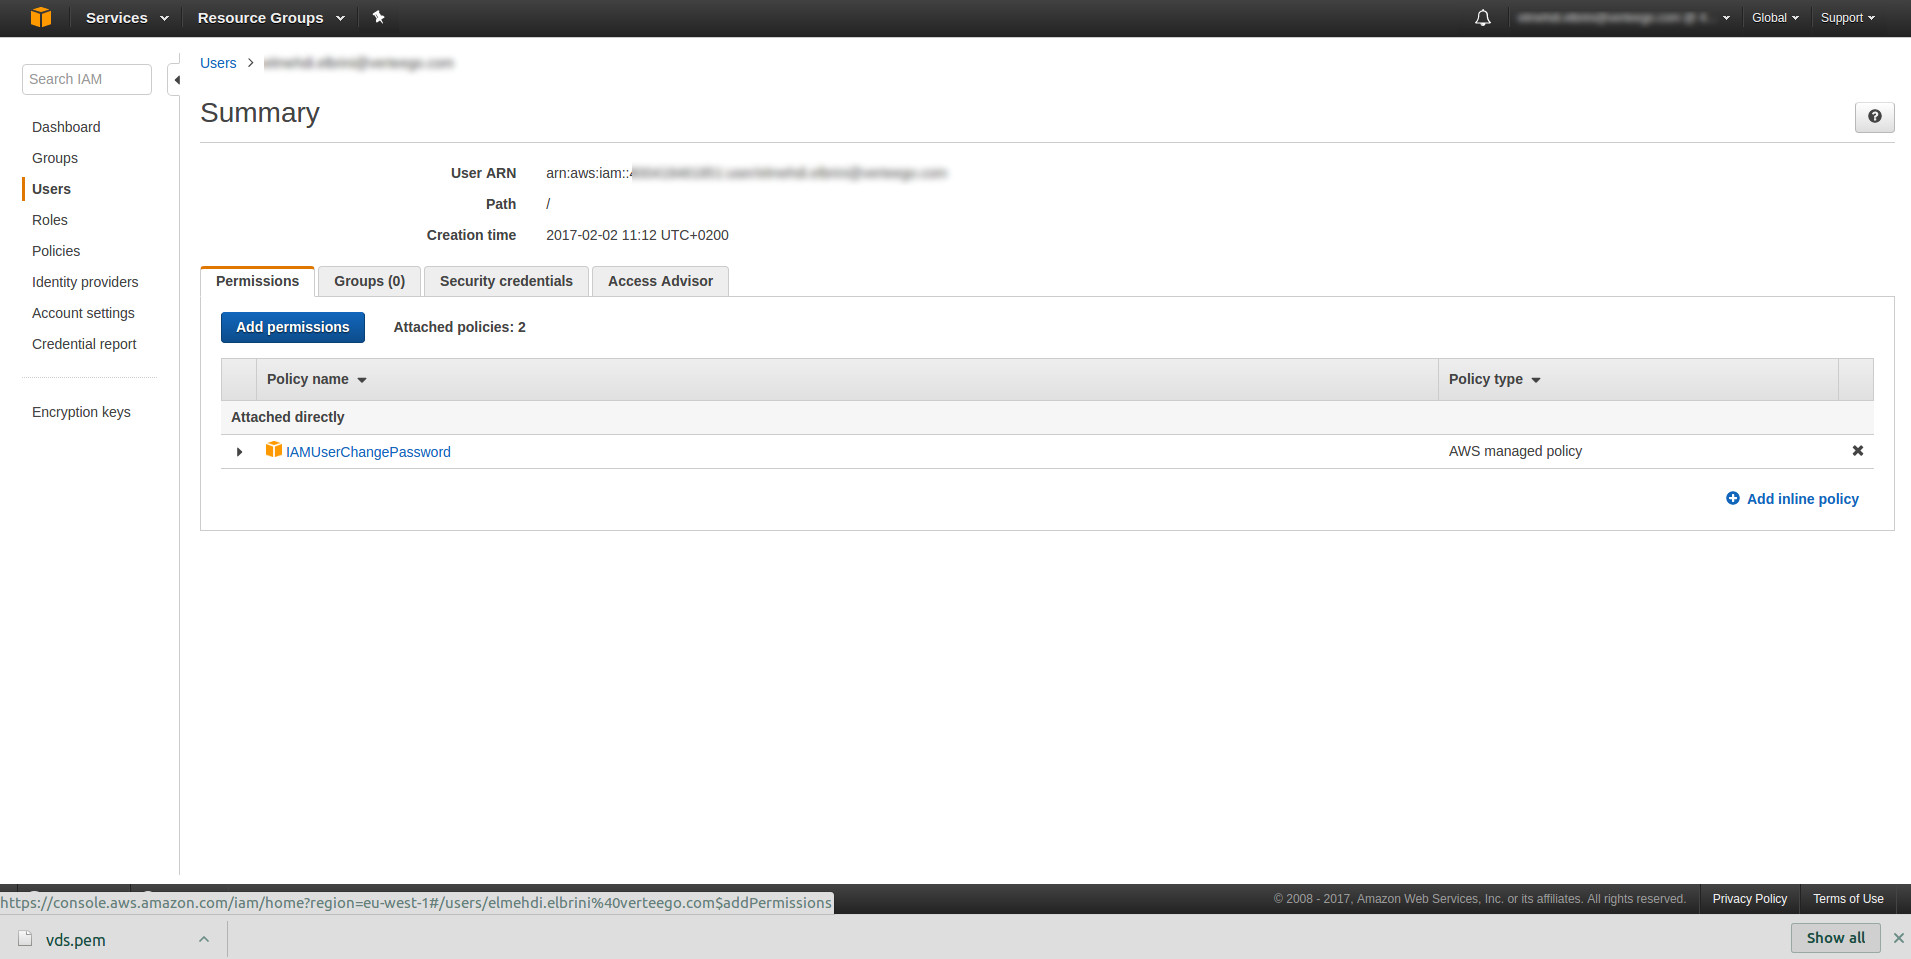 Services Resource Groups Global Support
Search IAM
Users
Dashboard
Groups
Users
Roles
Policies
Identity providers
Account settings
Credential report
Encryption keys
Summary
User ARN arn:aws:iam::
Path /
Creation time 2017-02-02 11:12 UTC+0200
Permissions Groups (0) Security credentials Access Advisor
Add permissions Attached policies: 2
Policy name Policy type
Attached directly
IAMUserChangePassword AWS managed policy
Add inline policy
© 2008 - 2017, Amazon Web Services, Inc. or its affiliates. All rights reserved. Privacy Policy Terms of Use
https://console.aws.amazon.com/iam/home?region=eu-west-1#/users/elmehdi.elbrini%40verteego.com$addPermissions
vds.pem Show all